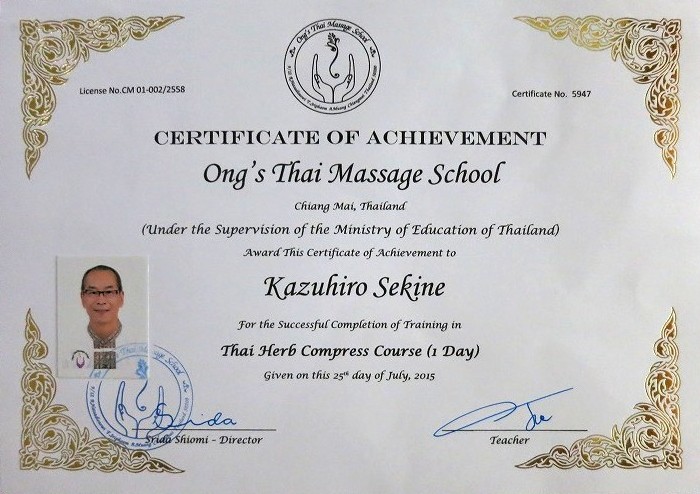 Ong's Thai Massage School
License No.CM 01-002/2558
Certificate No. 5947
CERTIFICATE OF ACHIEVEMENT
Ong's Thai Massage School
Chiang Mai, Thailand
(Under the Supervision of the Ministry of Education of Thailand)
Award This Certificate of Achievement to
Kazuhiro Sekine
For the Successful Completion of Training in
Thai Herb Compress Course (1 Day)
Given on this 25th day of July, 2015
Srida
Srida Shiomi - Director
Teacher